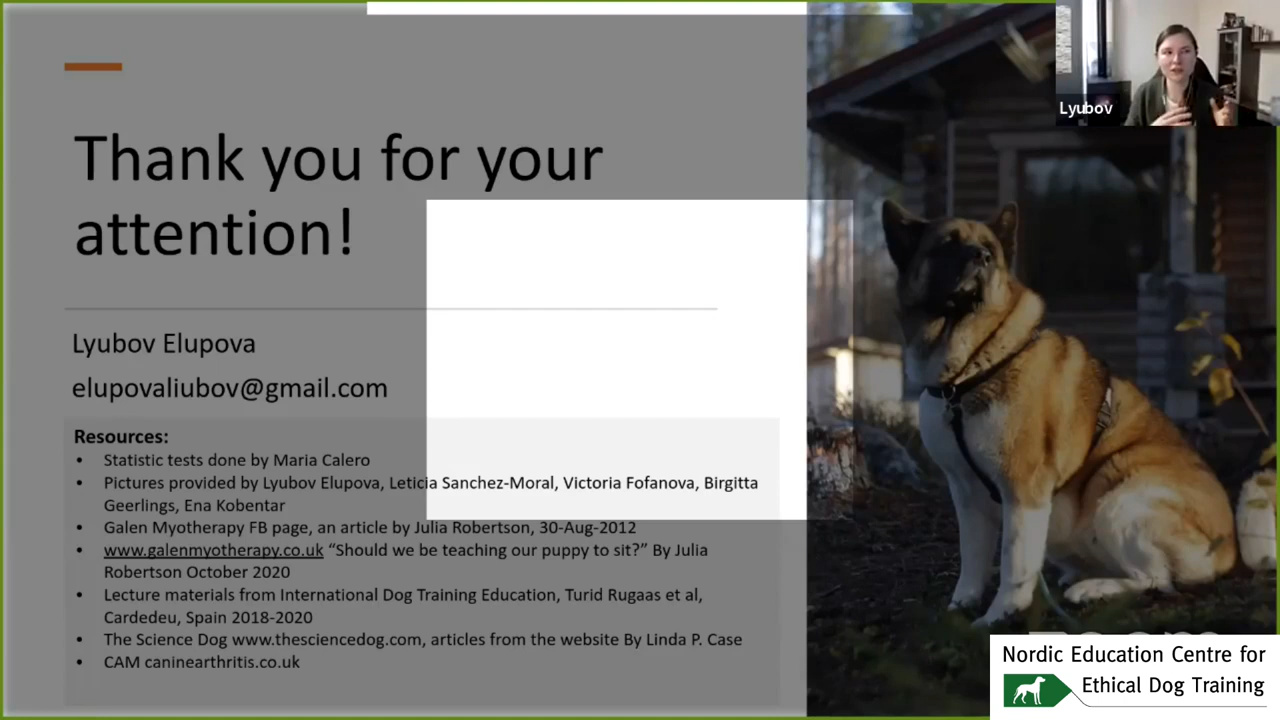 Lyubov
Thank you for your
attention!
Lyubov Elupova
elupovaliubov@gmail.com
Resources:
• Statistic tests done by Maria Calero
• Pictures provided by Lyubov Elupova, Leticia Sanchez-Moral, Victoria Fofanova, Birgitta
Geerlings, Ena Kobentar
• Galen Myotherapy FB page, an article by Julia Robertson, 30-Aug-2012
• www.galenmyotherapy.co.uk “Should we be teaching our puppy to sit?” By Julia
Robertson October 2020
• Lecture materials from International Dog Training Education, Turid Rugaas et al,
Cardedeu, Spain 2018-2020
• The Science Dog www.thesciencedog.com, articles from the website By Linda P. Case
• CAM caninearthritis.co.uk
Nordic Education Centre for
Ethical Dog Training